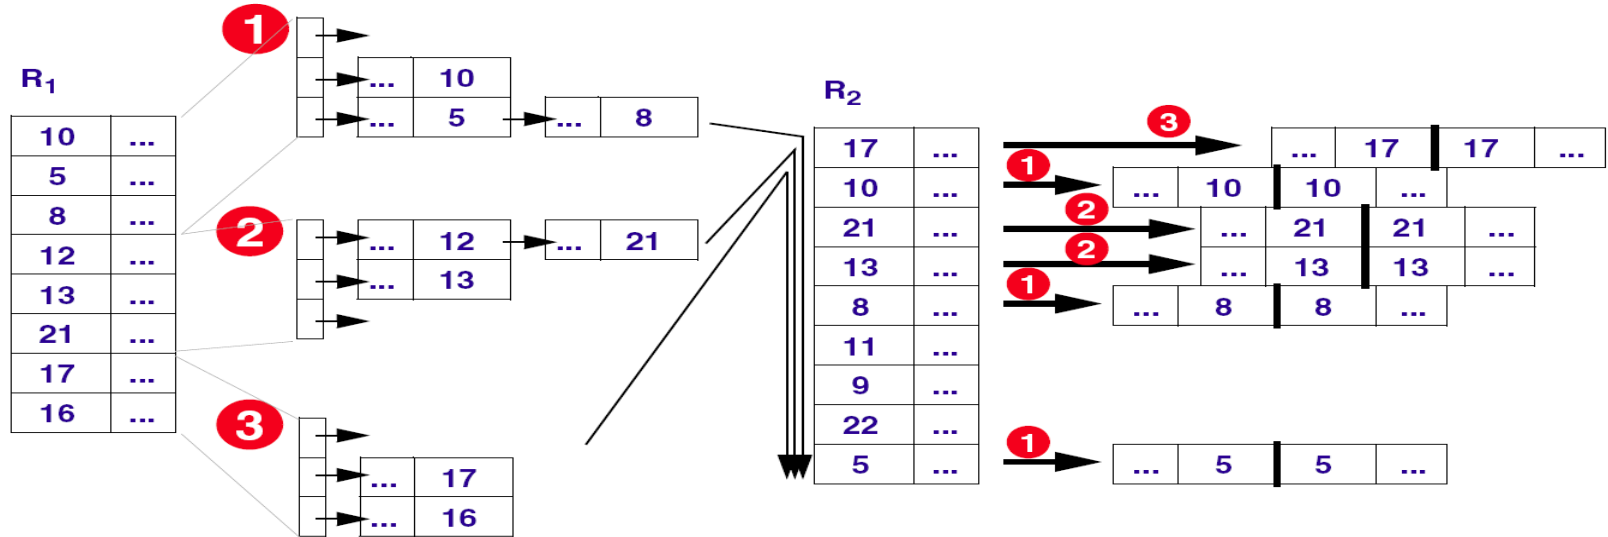 1
... 10
... 5 ... 8
R1
10 ...
5 ...
8 ...
12 ...
13 ...
21 ...
17 ...
16 ...
2
... 12 ... 21
... 13
3
... 17
... 16
R2
17 ... 3 ... 17 17 ...
10 ... 1 ... 10 10 ...
21 ... 2 ... 21 21 ...
13 ... 2 ... 13 13 ...
8 ... 1 ... 8 8 ...
11 ...
9 ...
22 ...
5 ... 1 ... 5 5 ...